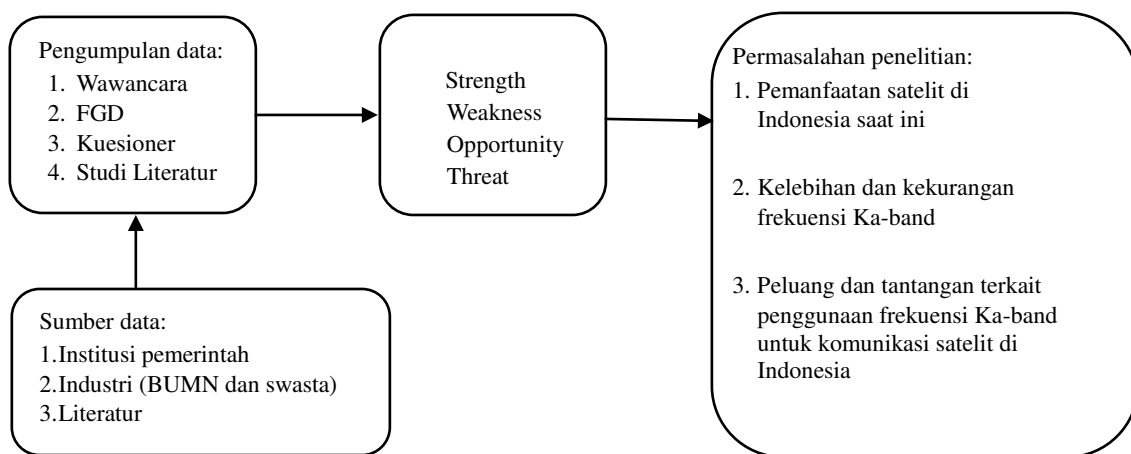 Pengumpulan data:
1. Wawancara
2. FGD
3. Kuesioner
4. Studi Literatur
Strength
Weakness
Opportunity
Threat
Permasalahan penelitian:
1. Pemanfaatan satelit di
Indonesia saat ini
2. Kelebihan dan kekurangan
frekuensi Ka-band
3. Peluang dan tantangan terkait
penggunaan frekuensi Ka-band
untuk komunikasi satelit di
Indonesia
Sumber data:
1.Institusi pemerintah
2.Industri (BUMN dan swasta)
3.Literatur